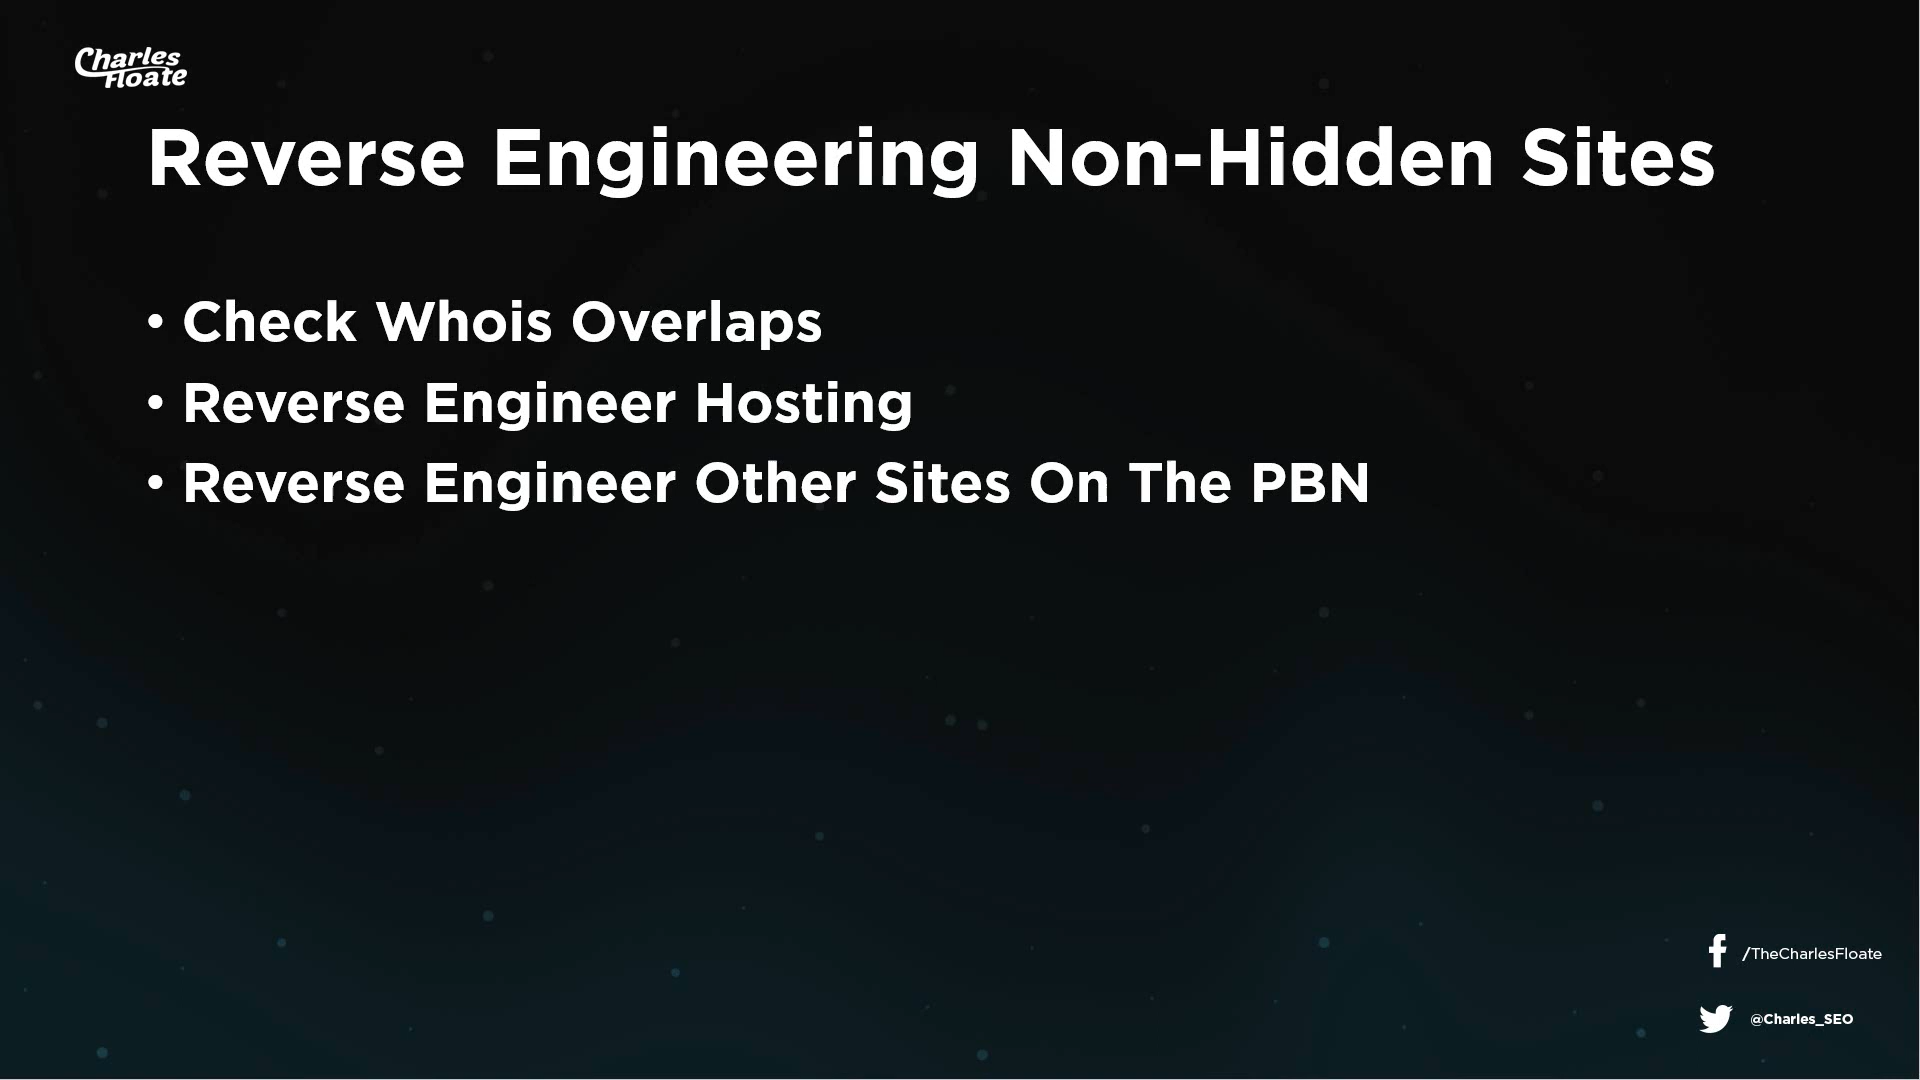 Charles
Floate
Reverse Engineering Non-Hidden Sites
• Check Whois Overlaps
• Reverse Engineer Hosting
• Reverse Engineer Other Sites On The PBN
/TheCharlesFloate
@Charles_SEO